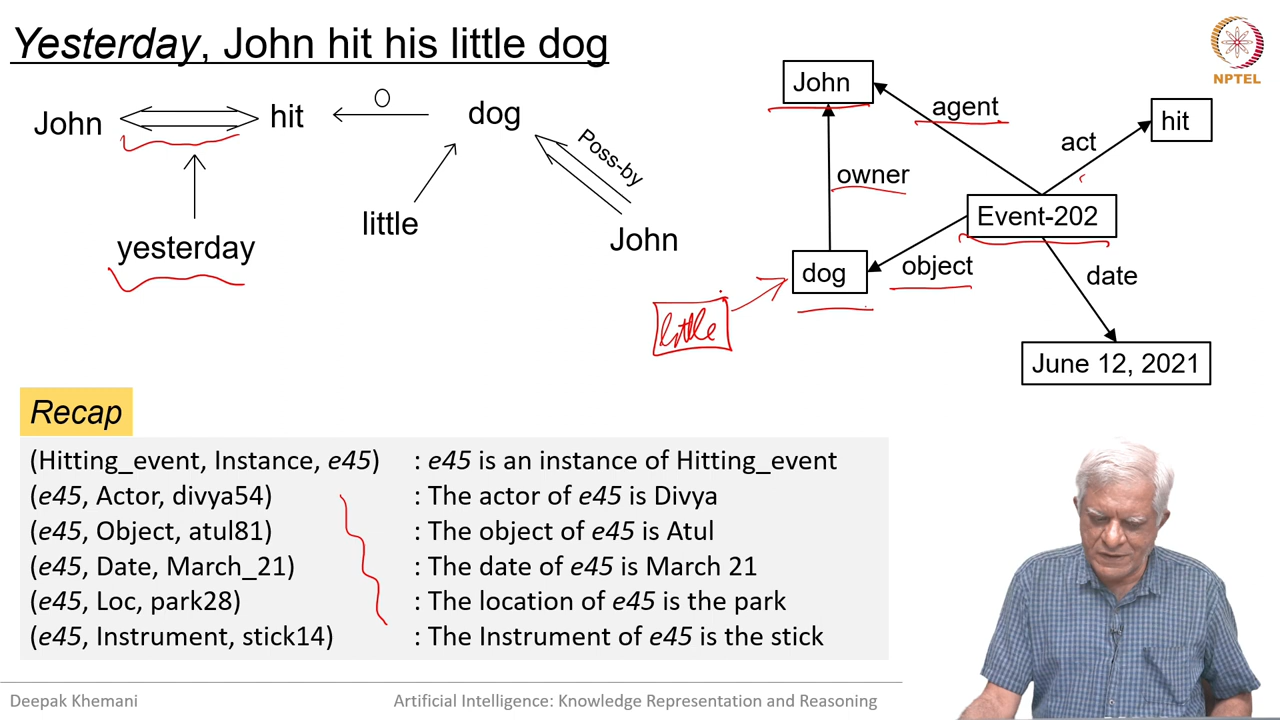 Yesterday, John hit his little dog
NPTEL
John hit O dog
Poss-by
little
yesterday
John
John
agent
hit
act
owner
Event-202
dog
object
date
little
June 12, 2021
Recap
(Hitting_event, Instance, e45) : e45 is an instance of Hitting_event
(e45, Actor, divya54) : The actor of e45 is Divya
(e45, Object, atul81) : The object of e45 is Atul
(e45, Date, March_21) : The date of e45 is March 21
(e45, Loc, park28) : The location of e45 is the park
(e45, Instrument, stick14) : The Instrument of e45 is the stick
Deepak Khemani Artificial Intelligence: Knowledge Representation and Reasoning